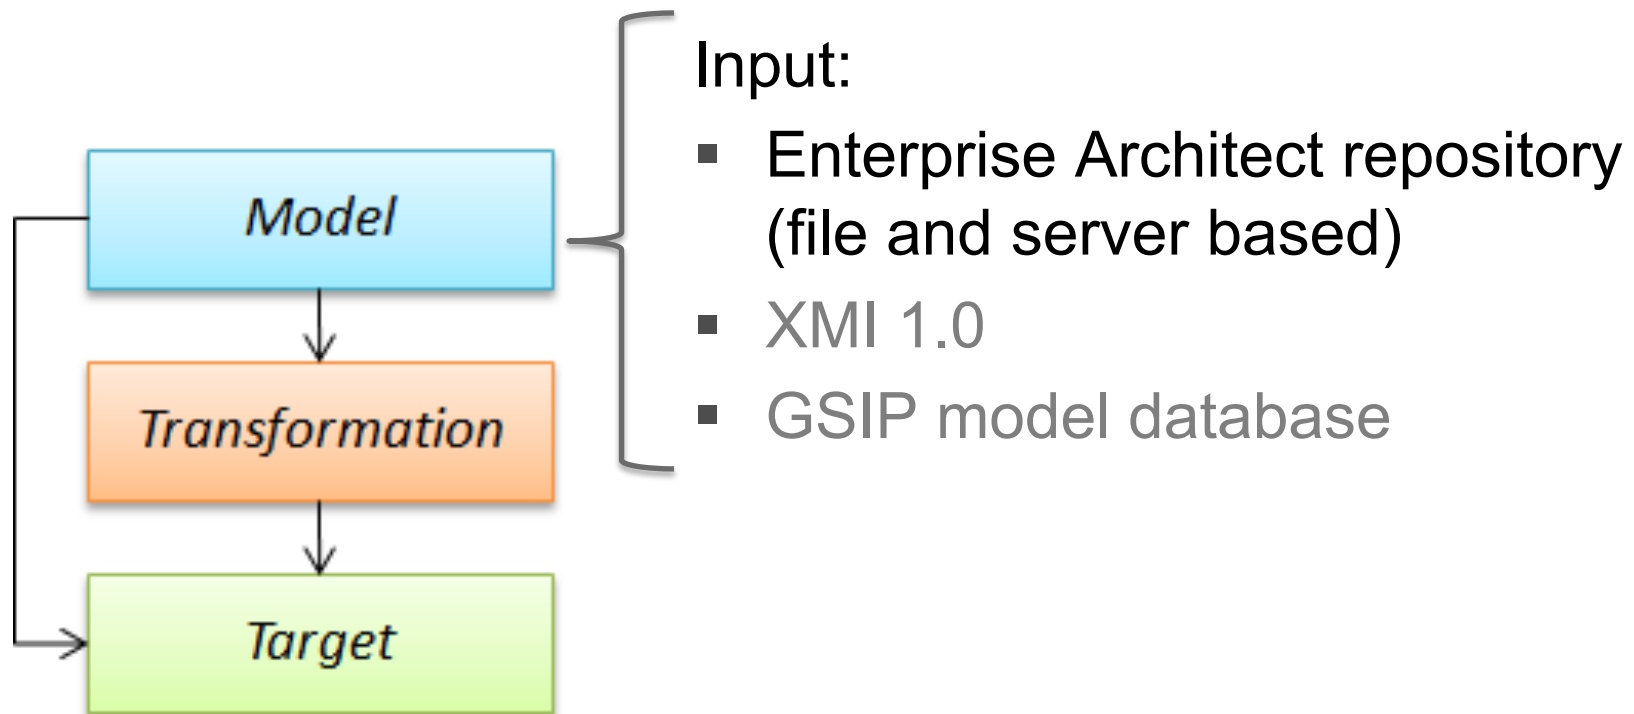 Model
Transformation
Target
Input:
▪ Enterprise Architect repository
(file and server based)
▪ XMI 1.0
▪ GSIP model database